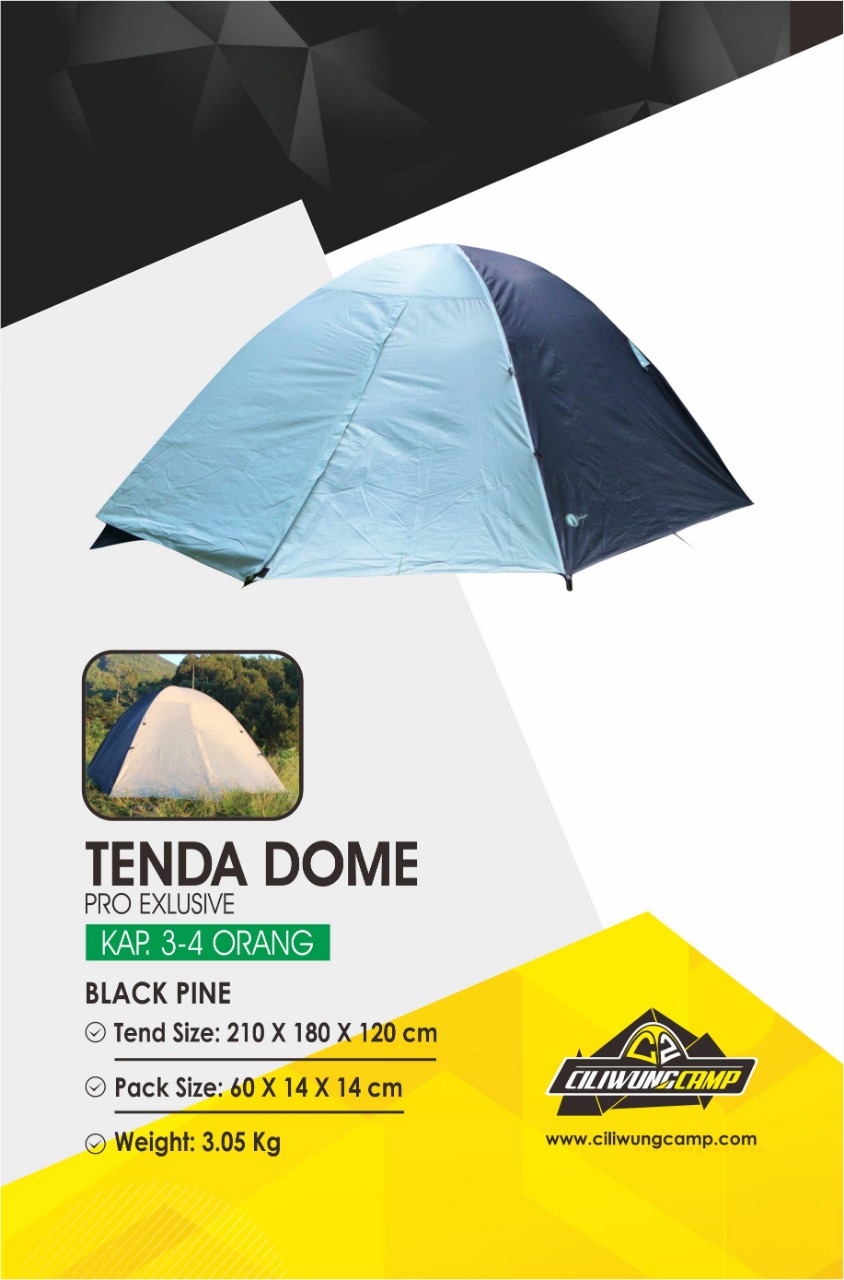 TENDA DOME
PRO EXLUSIVE
KAP. 3-4 ORANG
BLACK PINE
Tend Size: 210 X 180 X 120 cm
Pack Size: 60 X 14 X 14 cm
Weight: 3.05 Kg
CILIWUNGCAMP
www.ciliwungcamp.com